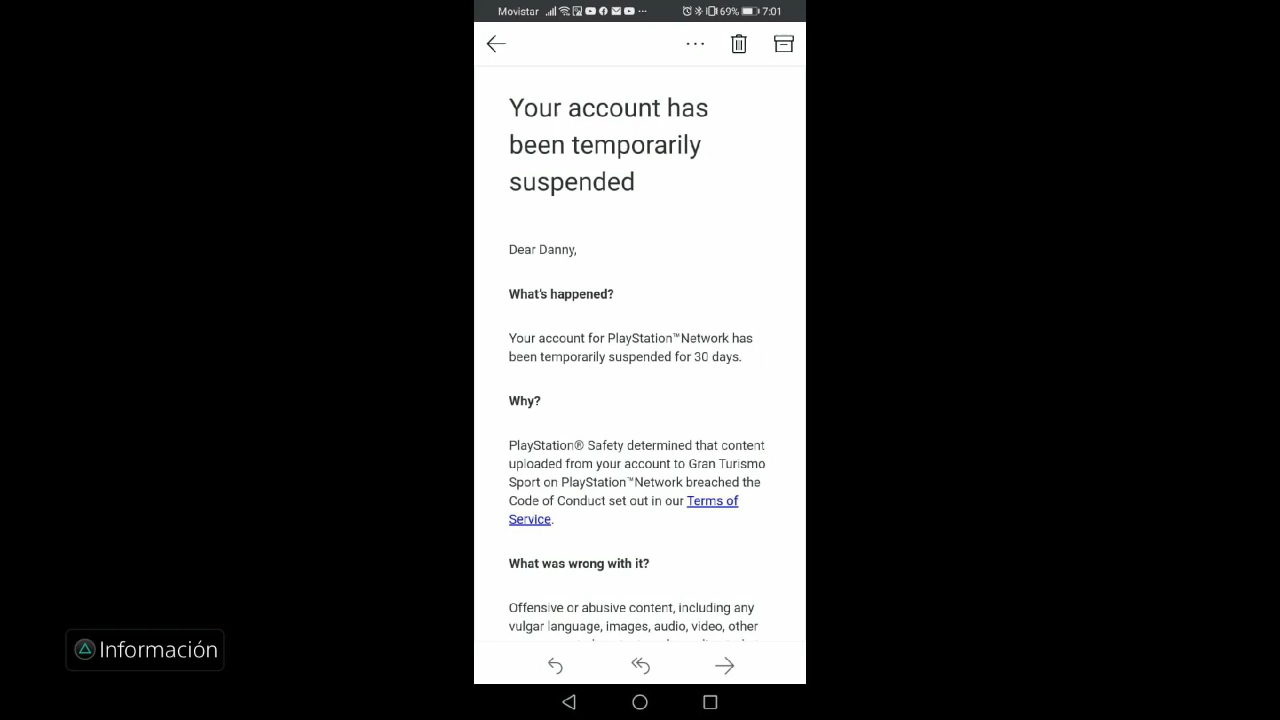 Movistar 69% 7:01
Your account has
been temporarily
suspended
Dear Danny,
What's happened?
Your account for PlayStation™Network has
been temporarily suspended for 30 days.
Why?
PlayStation® Safety determined that content
uploaded from your account to Gran Turismo
Sport on PlayStation™Network breached the
Code of Conduct set out in our Terms of
Service.
What was wrong with it?
Offensive or abusive content, including any
vulgar language, images, audio, video, other
Información